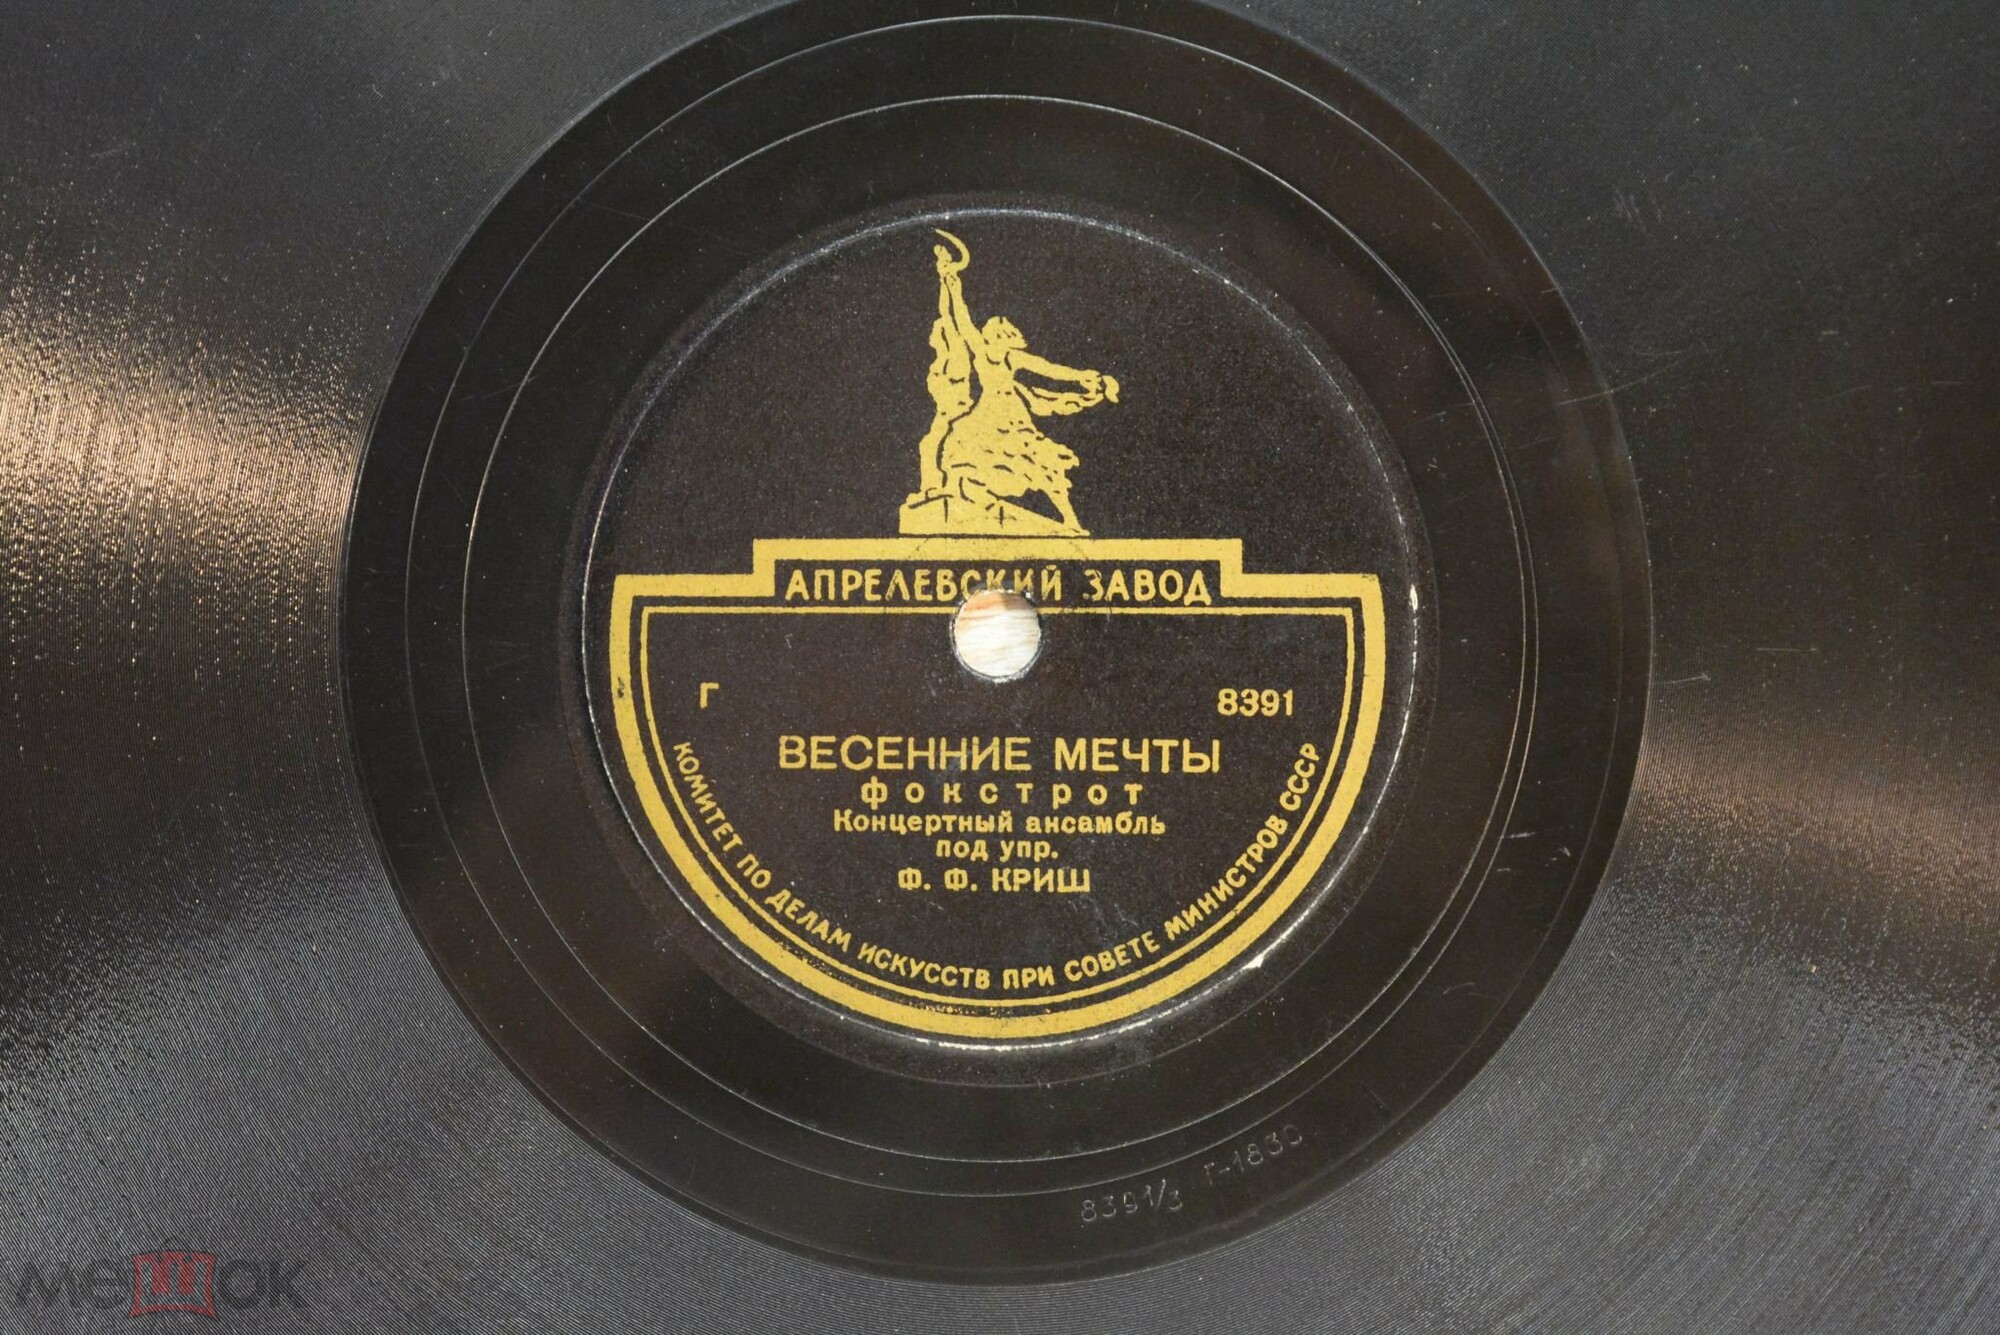 АПРЕЛЕВСКИЙ ЗАВОД
Г 8391
ВЕСЕННИЕ МЕЧТЫ
фокстрот
Концертный ансамбль
под упр.
Ф. Ф. КРИШ
КОМИТЕТ ПО ДЕЛАМ ИСКУССТВ ПРИ СОВЕТЕ МИНИСТРОВ СССР
8391/3 Г-1830
мешок